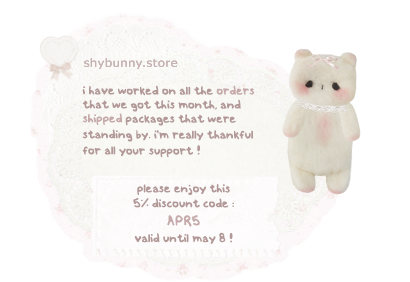 shybunny.store
i have worked on all the orders
that we got this month, and
shipped packages that were
standing by. i'm really thankful
for all your support !
please enjoy this
5% discount code :
APR5
valid until may 8 !